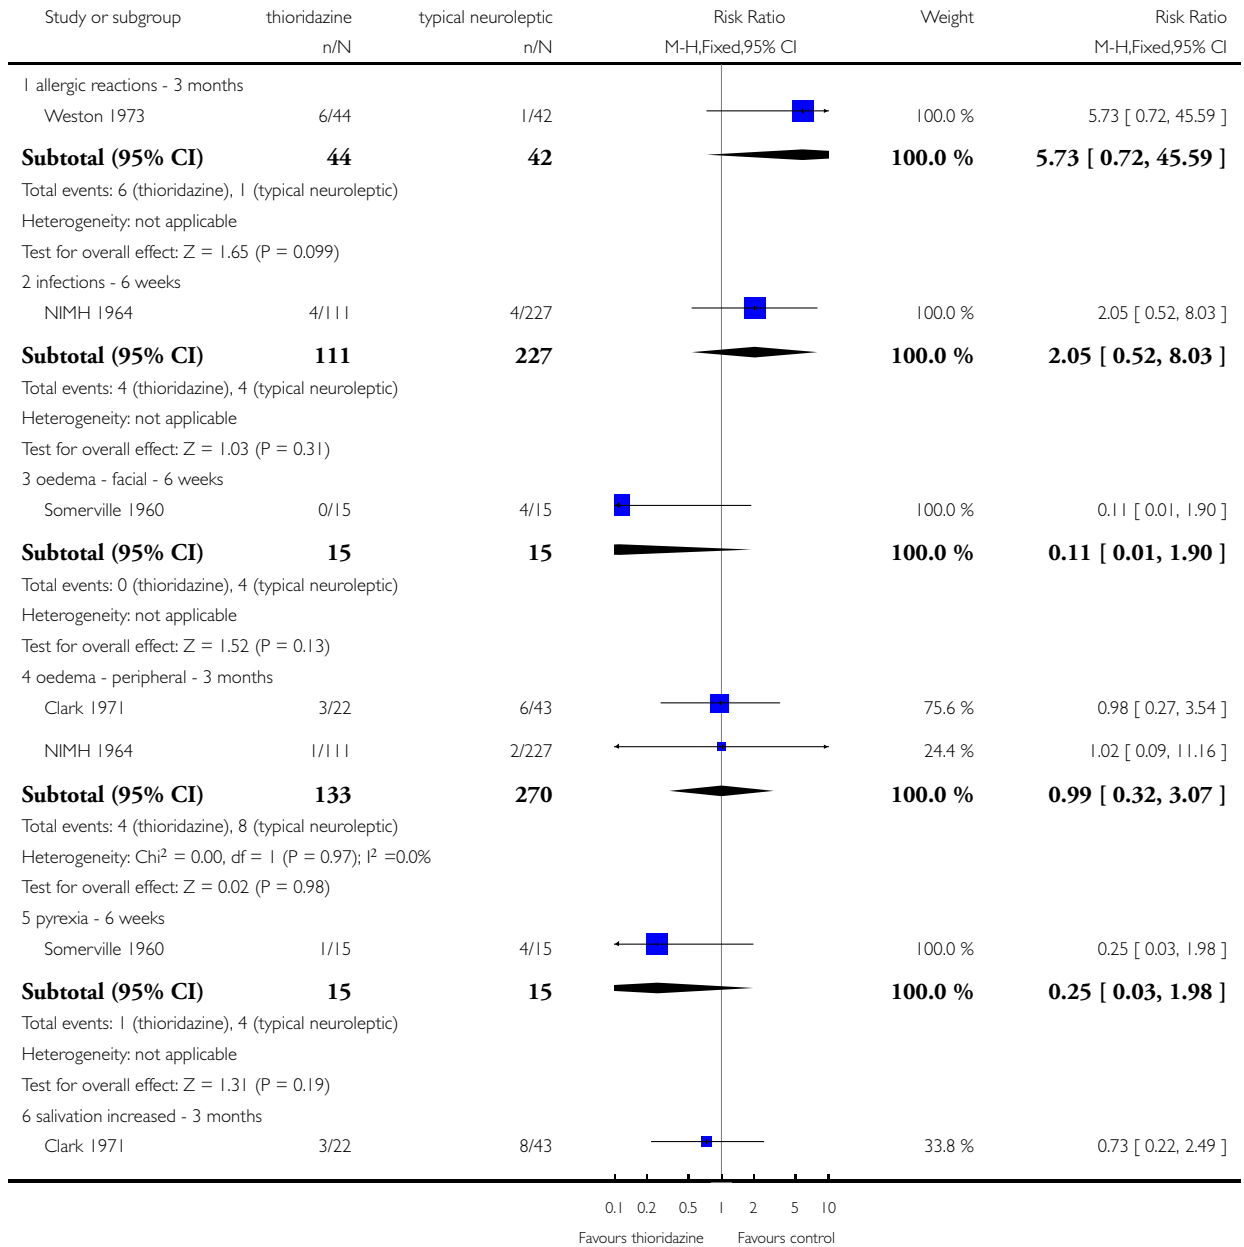 Study or subgroup thioridazine typical neuroleptic Risk Ratio Weight Risk Ratio
n/N n/N M-H,Fixed,95% CI M-H,Fixed,95% CI
1 allergic reactions - 3 months
Weston 1973 6/44 1/42 100.0 % 5.73 [ 0.72, 45.59 ]
Subtotal (95% CI) 44 42 100.0 % 5.73 [ 0.72, 45.59 ]
Total events: 6 (thioridazine), 1 (typical neuroleptic)
Heterogeneity: not applicable
Test for overall effect: Z = 1.65 (P = 0.099)
2 infections - 6 weeks
NIMH 1964 4/111 4/227 100.0 % 2.05 [ 0.52, 8.03 ]
Subtotal (95% CI) 111 227 100.0 % 2.05 [ 0.52, 8.03 ]
Total events: 4 (thioridazine), 4 (typical neuroleptic)
Heterogeneity: not applicable
Test for overall effect: Z = 1.03 (P = 0.31)
3 oedema - facial - 6 weeks
Somerville 1960 0/15 4/15 100.0 % 0.11 [ 0.01, 1.90 ]
Subtotal (95% CI) 15 15 100.0 % 0.11 [ 0.01, 1.90 ]
Total events: 0 (thioridazine), 4 (typical neuroleptic)
Heterogeneity: not applicable
Test for overall effect: Z = 1.52 (P = 0.13)
4 oedema - peripheral - 3 months
Clark 1971 3/22 6/43 75.6 % 0.98 [ 0.27, 3.54 ]
NIMH 1964 1/111 2/227 24.4 % 1.02 [ 0.09, 11.16 ]
Subtotal (95% CI) 133 270 100.0 % 0.99 [ 0.32, 3.07 ]
Total events: 4 (thioridazine), 8 (typical neuroleptic)
Heterogeneity: Chi² = 0.00, df = 1 (P = 0.97); I² =0.0%
Test for overall effect: Z = 0.02 (P = 0.98)
5 pyrexia - 6 weeks
Somerville 1960 1/15 4/15 100.0 % 0.25 [ 0.03, 1.98 ]
Subtotal (95% CI) 15 15 100.0 % 0.25 [ 0.03, 1.98 ]
Total events: 1 (thioridazine), 4 (typical neuroleptic)
Heterogeneity: not applicable
Test for overall effect: Z = 1.31 (P = 0.19)
6 salivation increased - 3 months
Clark 1971 3/22 8/43 33.8 % 0.73 [ 0.22, 2.49 ]
0.1 0.2 0.5 1 2 5 10
Favours thioridazine Favours control